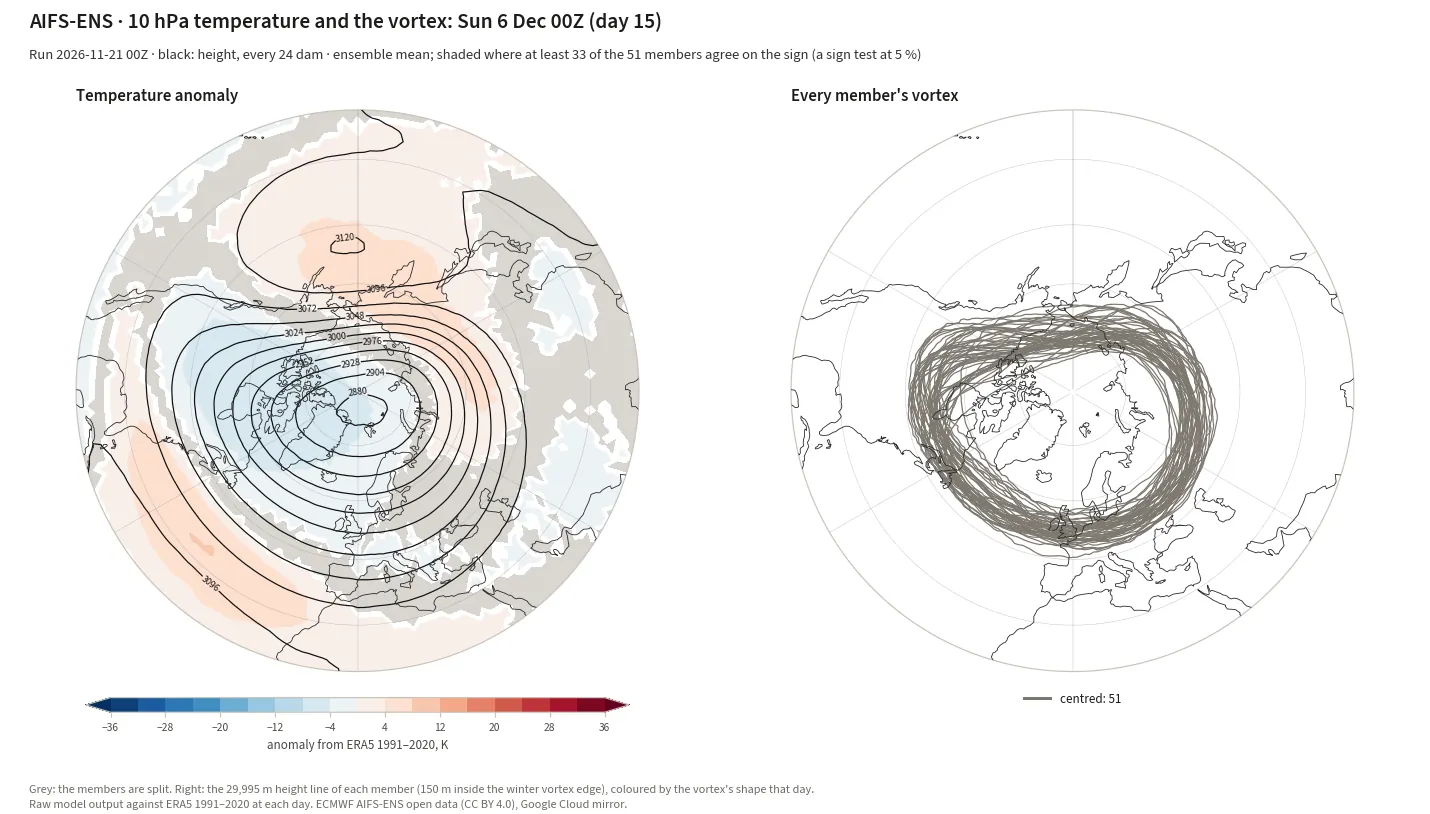 AIFS-ENS · 10 hPa temperature and the vortex: Sun 6 Dec 00Z (day 15)
Run 2026-11-21 00Z · black: height, every 24 dam · ensemble mean; shaded where at least 33 of the 51 members agree on the sign (a sign test at 5 %)
Temperature anomaly
Every member's vortex
3120
3096
3072
3048
3024
3000
2976
2952
2928
2904
2880
3096
centred: 51
−36 −28 −20 −12 −4 4 12 20 28 36
anomaly from ERA5 1991–2020, K
Grey: the members are split. Right: the 29,995 m height line of each member (150 m inside the winter vortex edge), coloured by the vortex's shape that day.
Raw model output against ERA5 1991–2020 at each day. ECMWF AIFS-ENS open data (CC BY 4.0), Google Cloud mirror.